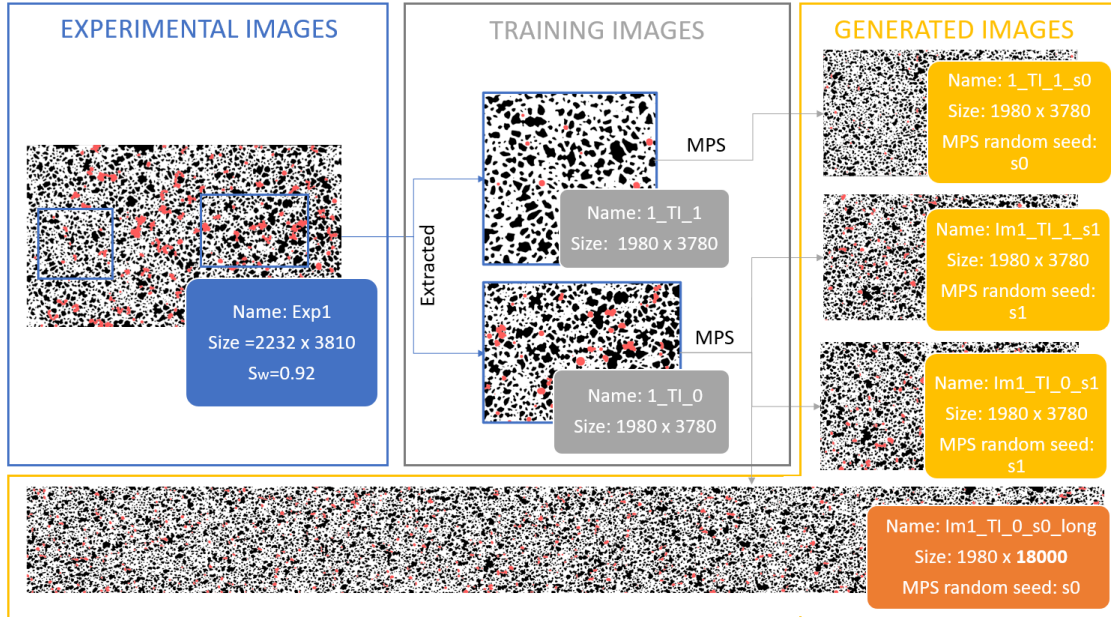 EXPERIMENTAL IMAGES
Name: Exp1
Size =2232 x 3810
Sw=0.92
Extracted
TRAINING IMAGES
MPS
Name: 1_TI_1
Size:  1980 x 3780
MPS
Name: 1_TI_0
Size: 1980 x 3780
GENERATED IMAGES
Name: 1_TI_1_s0
Size: 1980 x 3780
MPS random seed:
s0
Name: Im1_TI_1_s1
Size: 1980 x 3780
MPS random seed:
s1
Name: Im1_TI_0_s1
Size: 1980 x 3780
MPS random seed:
s1
Name: Im1_TI_0_s0_long
Size: 1980 x 18000
MPS random seed: s0